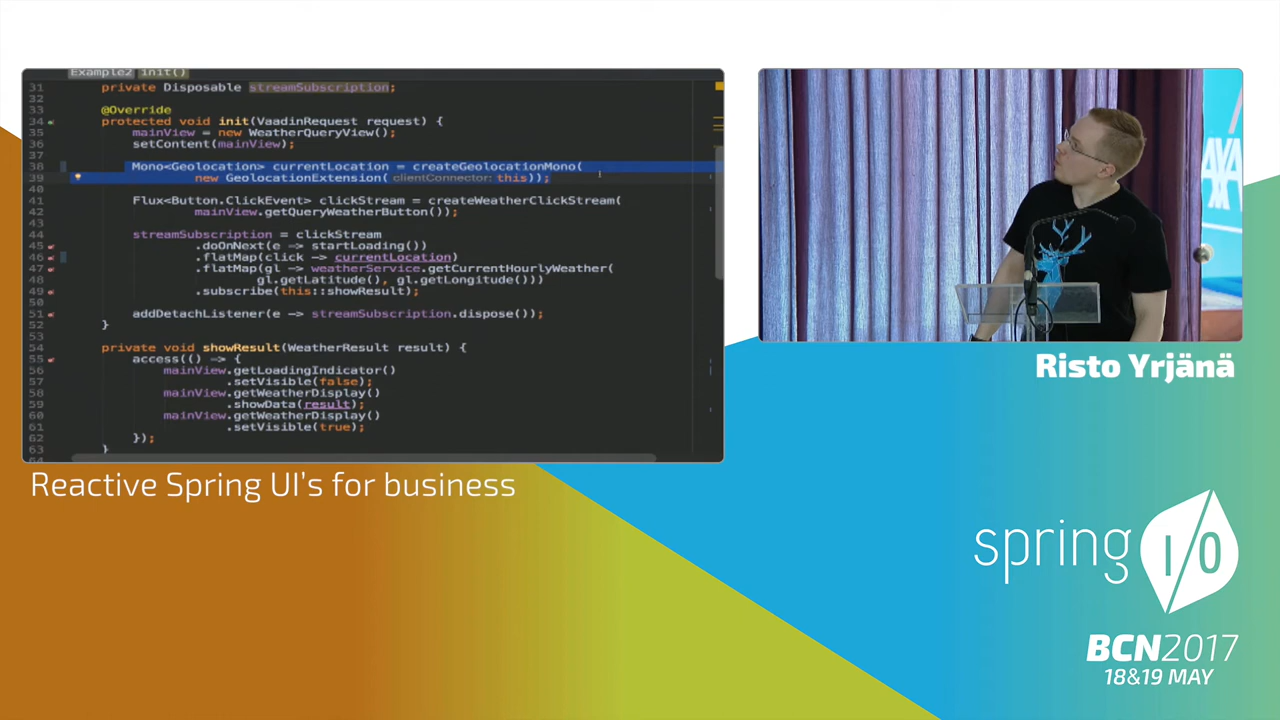 Example2 init()
31 private Disposable streamSubscription;
32
33 @Override
34 protected void init(VaadinRequest request) {
35 mainView = new WeatherQueryView();
36 setContent(mainView);
37
38 Mono<Geolocation> currentLocation = createGeolocationMono(
39 new GeolocationExtension( clientConnector: this));
40
41 Flux<Button.ClickEvent> clickStream = createWeatherClickStream(
42 mainView.getQueryWeatherButton());
43
44 streamSubscription = clickStream
45 .doOnNext(e -> startLoading())
46 .flatMap(click -> currentLocation)
47 .flatMap(gl -> weatherService.getCurrentHourlyWeather(
48 gl.getLatitude(), gl.getLongitude()))
49 .subscribe(this::showResult);
50
51 addDetachListener(e -> streamSubscription.dispose());
52 }
53
54 private void showResult(WeatherResult result) {
55 access(() -> {
56 mainView.getLoadingIndicator()
57 .setVisible(false);
58 mainView.getWeatherDisplay()
59 .showData(result);
60 mainView.getWeatherDisplay()
61 .setVisible(true);
62 });
63 }
Risto Yrjänä
Reactive Spring UI's for business
spring I/O
BCN2017
18&19 MAY